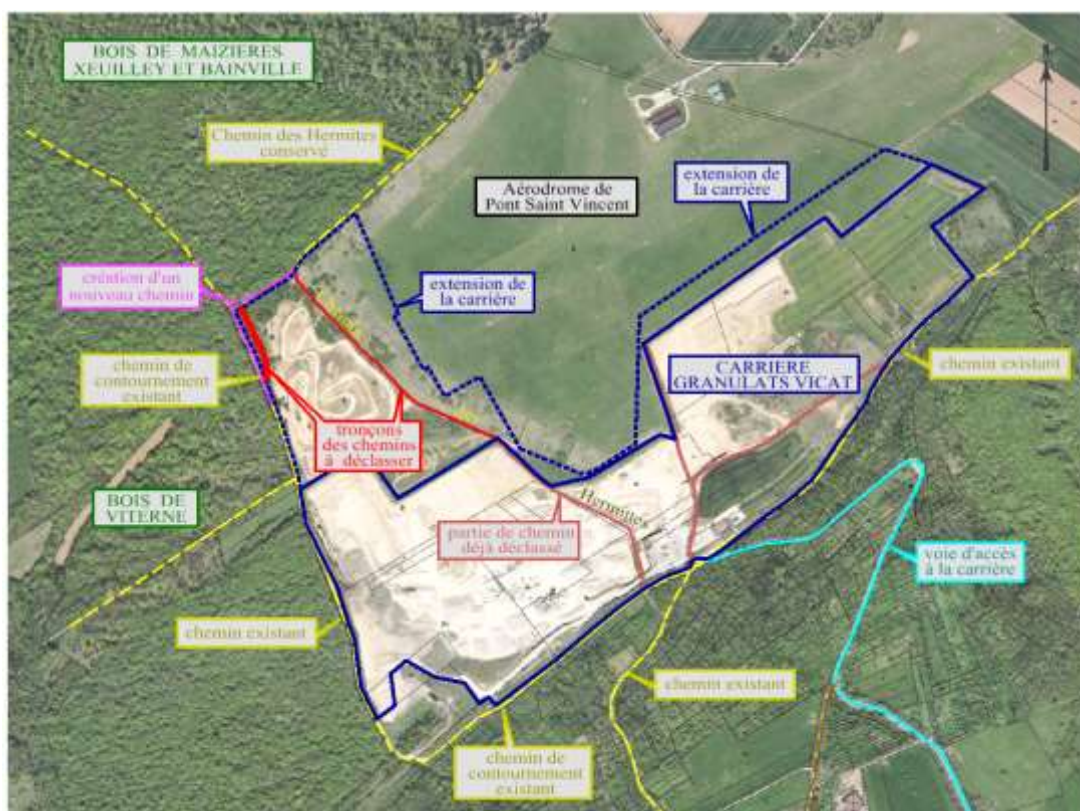 BOIS DE MAIZIERES
XEUILLEY ET BAINVILLE
Chemin des Hermites
conservé
Aérodrome de
Pont Saint Vincent
extension de
la carrière
création d'un
nouveau chemin
extension de
la carrière
chemin de
contournement
existant
CARRIERE
GRANULATS VICAT
chemin existant
tronçons
des chemins
à déclasser
BOIS DE
VITERNE
Hermites
partie de chemin
déjà déclassé
voie d'accès
à la carrière
chemin existant
chemin existant
chemin de
contournement
existant